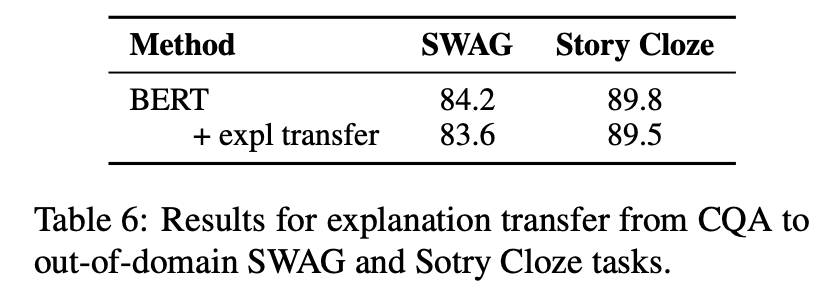 Method SWAG Story Cloze
BERT 84.2 89.8
+ expl transfer 83.6 89.5
Table 6: Results for explanation transfer from CQA to
out-of-domain SWAG and Sotry Cloze tasks.